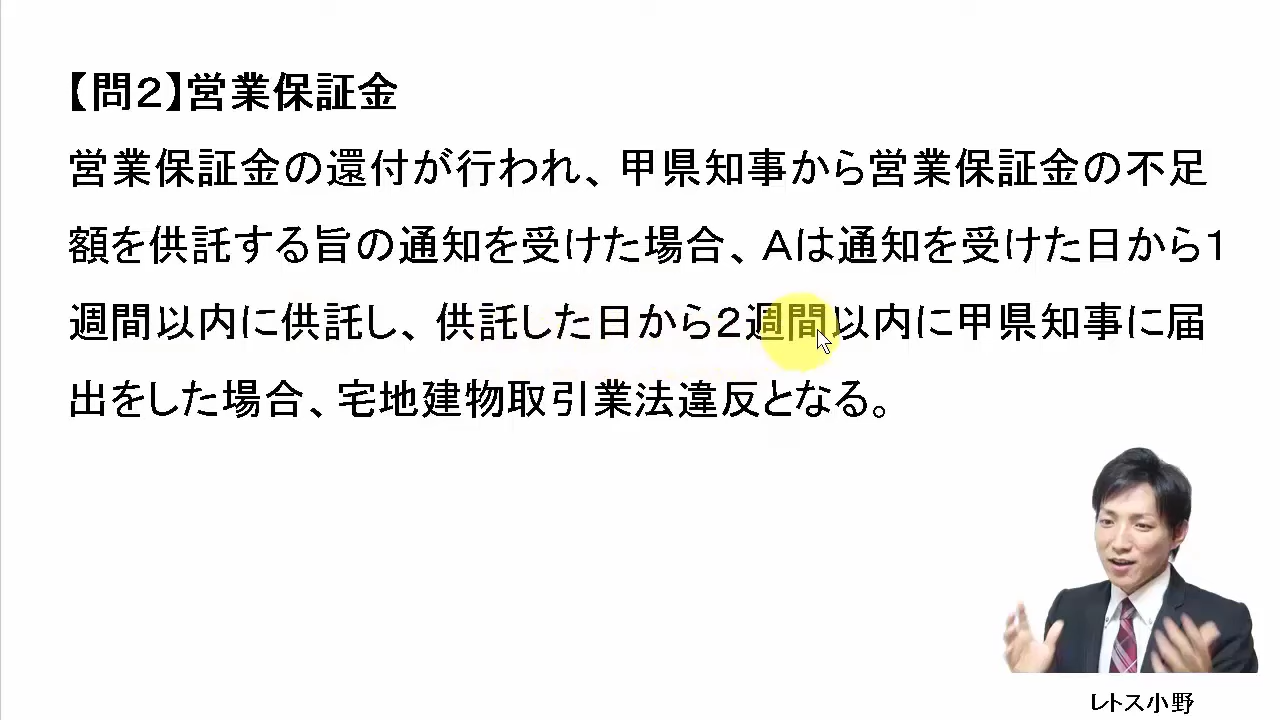 【問2】営業保証金
営業保証金の還付が行われ、甲県知事から営業保証金の不足
額を供託する旨の通知を受けた場合、Aは通知を受けた日から1
週間以内に供託し、供託した日から2週間以内に甲県知事に届
出をした場合、宅地建物取引業法違反となる。
レトス小野